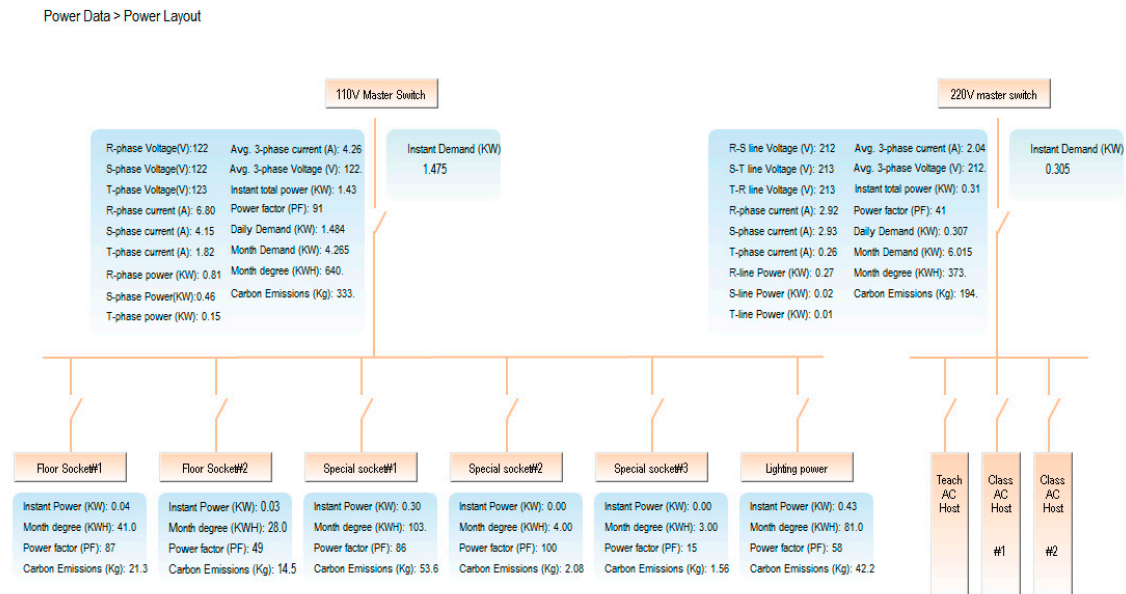 Power Data > Power Layout
110V Master Switch
R-phase Voltage(V):122
S-phase Voltage(V):122
T-phase Voltage(V):123
R-phase current (A): 6.80
S-phase current (A): 4.15
T-phase current (A): 1.82
R-phase power (KW): 0.81
S-phase Power(KW):0.46
T-phase power (KW): 0.15
Avg. 3-phase current (A): 4.26
Avg. 3-phase Voltage (V): 122.
Instant total power (KW): 1.43
Power factor (PF): 91
Daily Demand (KW): 1.484
Month Demand (KW): 4.265
Month degree (KWH): 640.
Carbon Emissions (Kg): 333.
Instant Demand (KW)
1.475
220V master switch
R-S line Voltage (V): 212
S-T line Voltage (V): 213
T-R line Voltage (V): 213
R-phase current (A): 2.92
S-phase current (A): 2.93
T-phase current (A): 0.26
R-line Power (KW): 0.27
S-line Power (KW): 0.02
T-line Power (KW): 0.01
Avg. 3-phase current (A): 2.04
Avg. 3-phase Voltage (V): 212.
Instant total power (KW): 0.31
Power factor (PF): 41
Daily Demand (KW): 0.307
Month Demand (KW): 6.015
Month degree (KWH): 373.
Carbon Emissions (Kg): 194.
Instant Demand (KW)
0.305
Floor Socket#1
Instant Power (KW): 0.04
Month degree (KWH): 41.0
Power factor (PF): 87
Carbon Emissions (Kg): 21.3
Floor Socket#2
Instant Power (KW): 0.03
Month degree (KWH): 28.0
Power factor (PF): 49
Carbon Emissions (Kg): 14.5
Special socket#1
Instant Power (KW): 0.30
Month degree (KWH): 103.
Power factor (PF): 86
Carbon Emissions (Kg): 53.6
Special socket#2
Instant Power (KW): 0.00
Month degree (KWH): 4.00
Power factor (PF): 100
Carbon Emissions (Kg): 2.08
Special socket#3
Instant Power (KW): 0.00
Month degree (KWH): 3.00
Power factor (PF): 15
Carbon Emissions (Kg): 1.56
Lighting power
Instant Power (KW): 0.43
Month degree (KWH): 81.0
Power factor (PF): 58
Carbon Emissions (Kg): 42.2
Teach
AC
Host
Class
AC
Host
#1
Class
AC
Host
#2